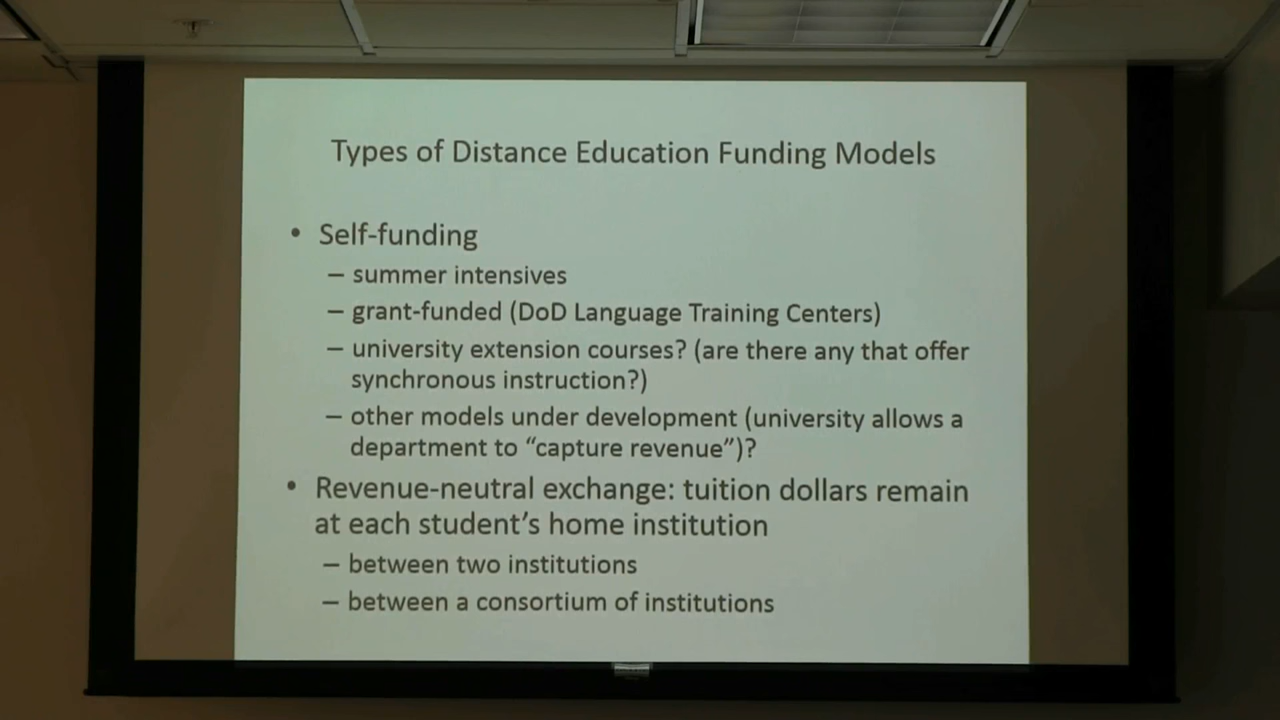 Types of Distance Education Funding Models
• Self-funding
– summer intensives
– grant-funded (DoD Language Training Centers)
– university extension courses? (are there any that offer
synchronous instruction?)
– other models under development (university allows a
department to “capture revenue”)?
• Revenue-neutral exchange: tuition dollars remain
at each student’s home institution
– between two institutions
– between a consortium of institutions